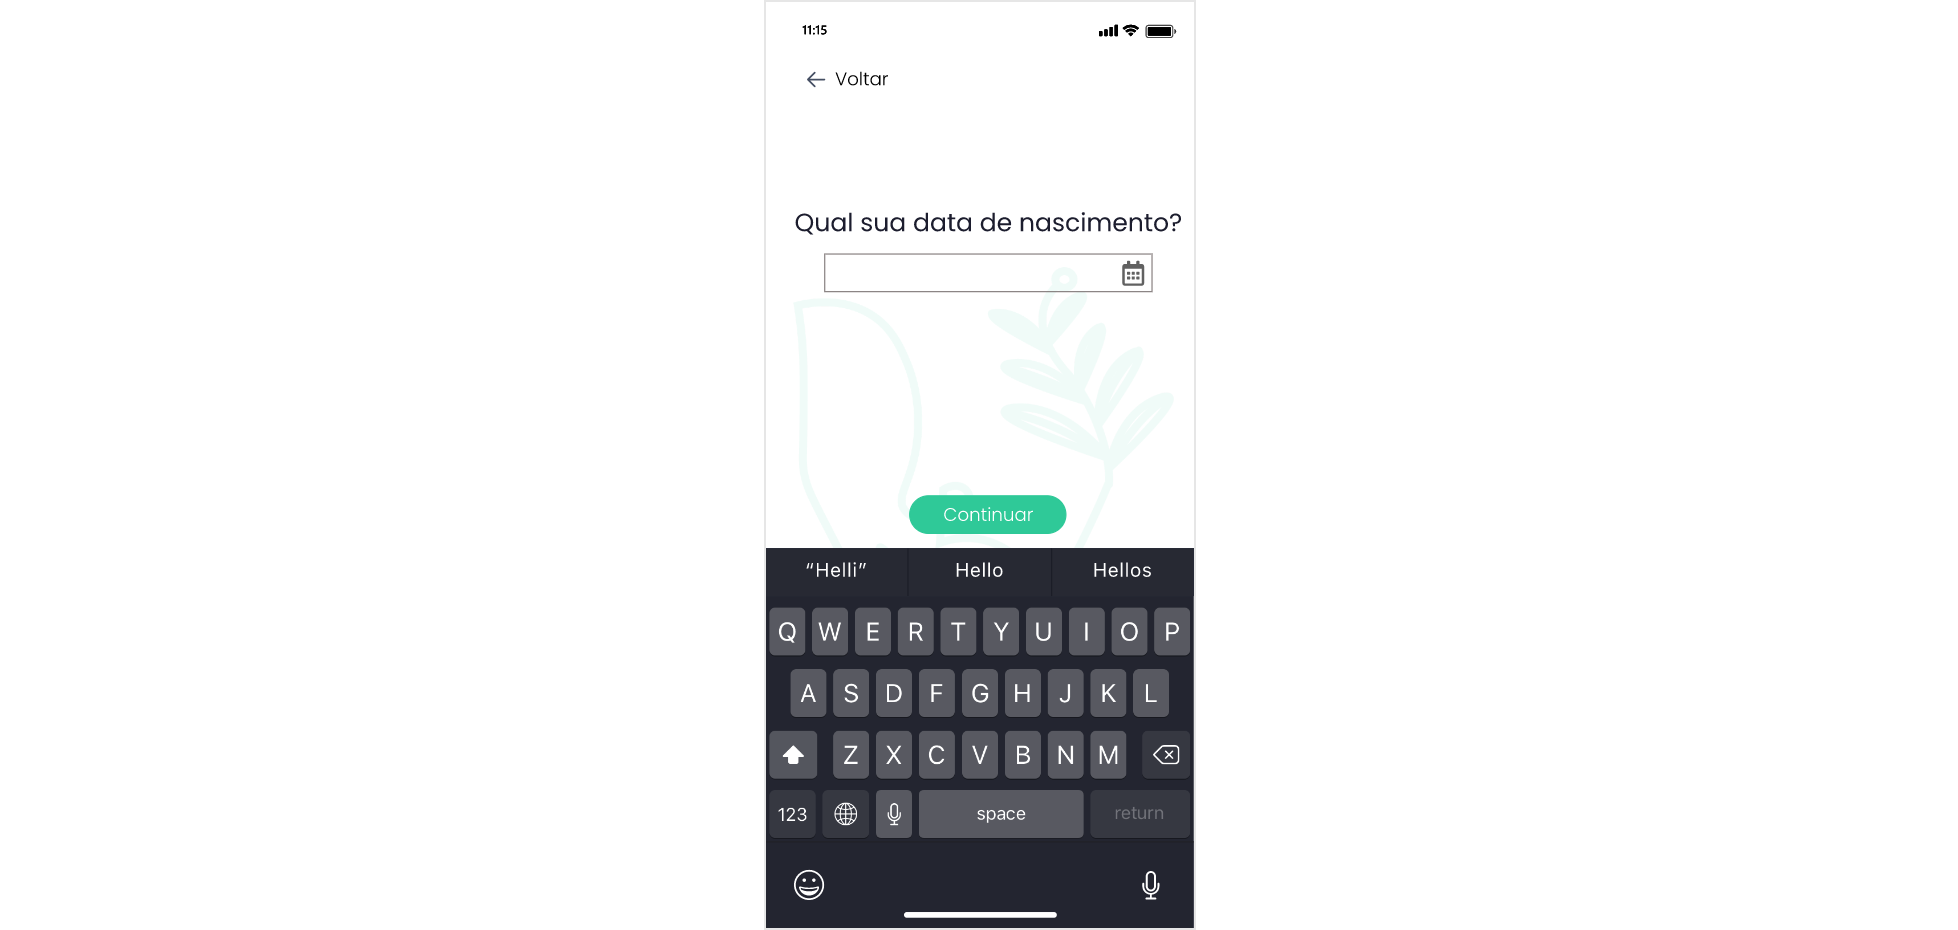 11:15
Voltar
Qual sua data de nascimento?
Continuar
“Helli” Hello Hellos
Q W E R T Y U I O P
A S D F G H J K L
Z X C V B N M
123 space return